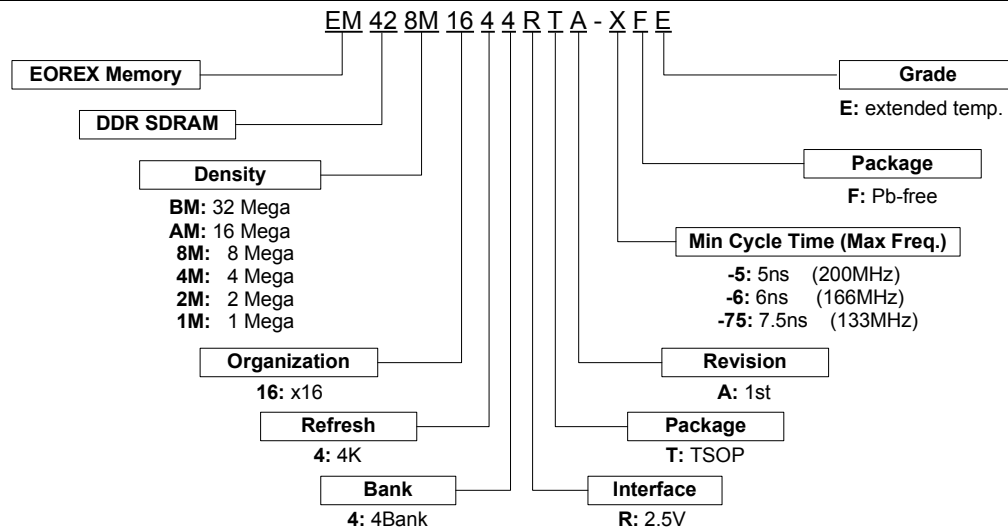 EM 42 8M 16 4 4 R T A - X F E
EOREX Memory
DDR SDRAM
Density
BM: 32 Mega
AM: 16 Mega
8M: 8 Mega
4M: 4 Mega
2M: 2 Mega
1M: 1 Mega
Organization
16: x16
Refresh
4: 4K
Bank
4: 4Bank
Grade
E: extended temp.
Package
F: Pb-free
Min Cycle Time (Max Freq.)
-5: 5ns (200MHz)
-6: 6ns (166MHz)
-75: 7.5ns (133MHz)
Revision
A: 1st
Package
T: TSOP
Interface
R: 2.5V